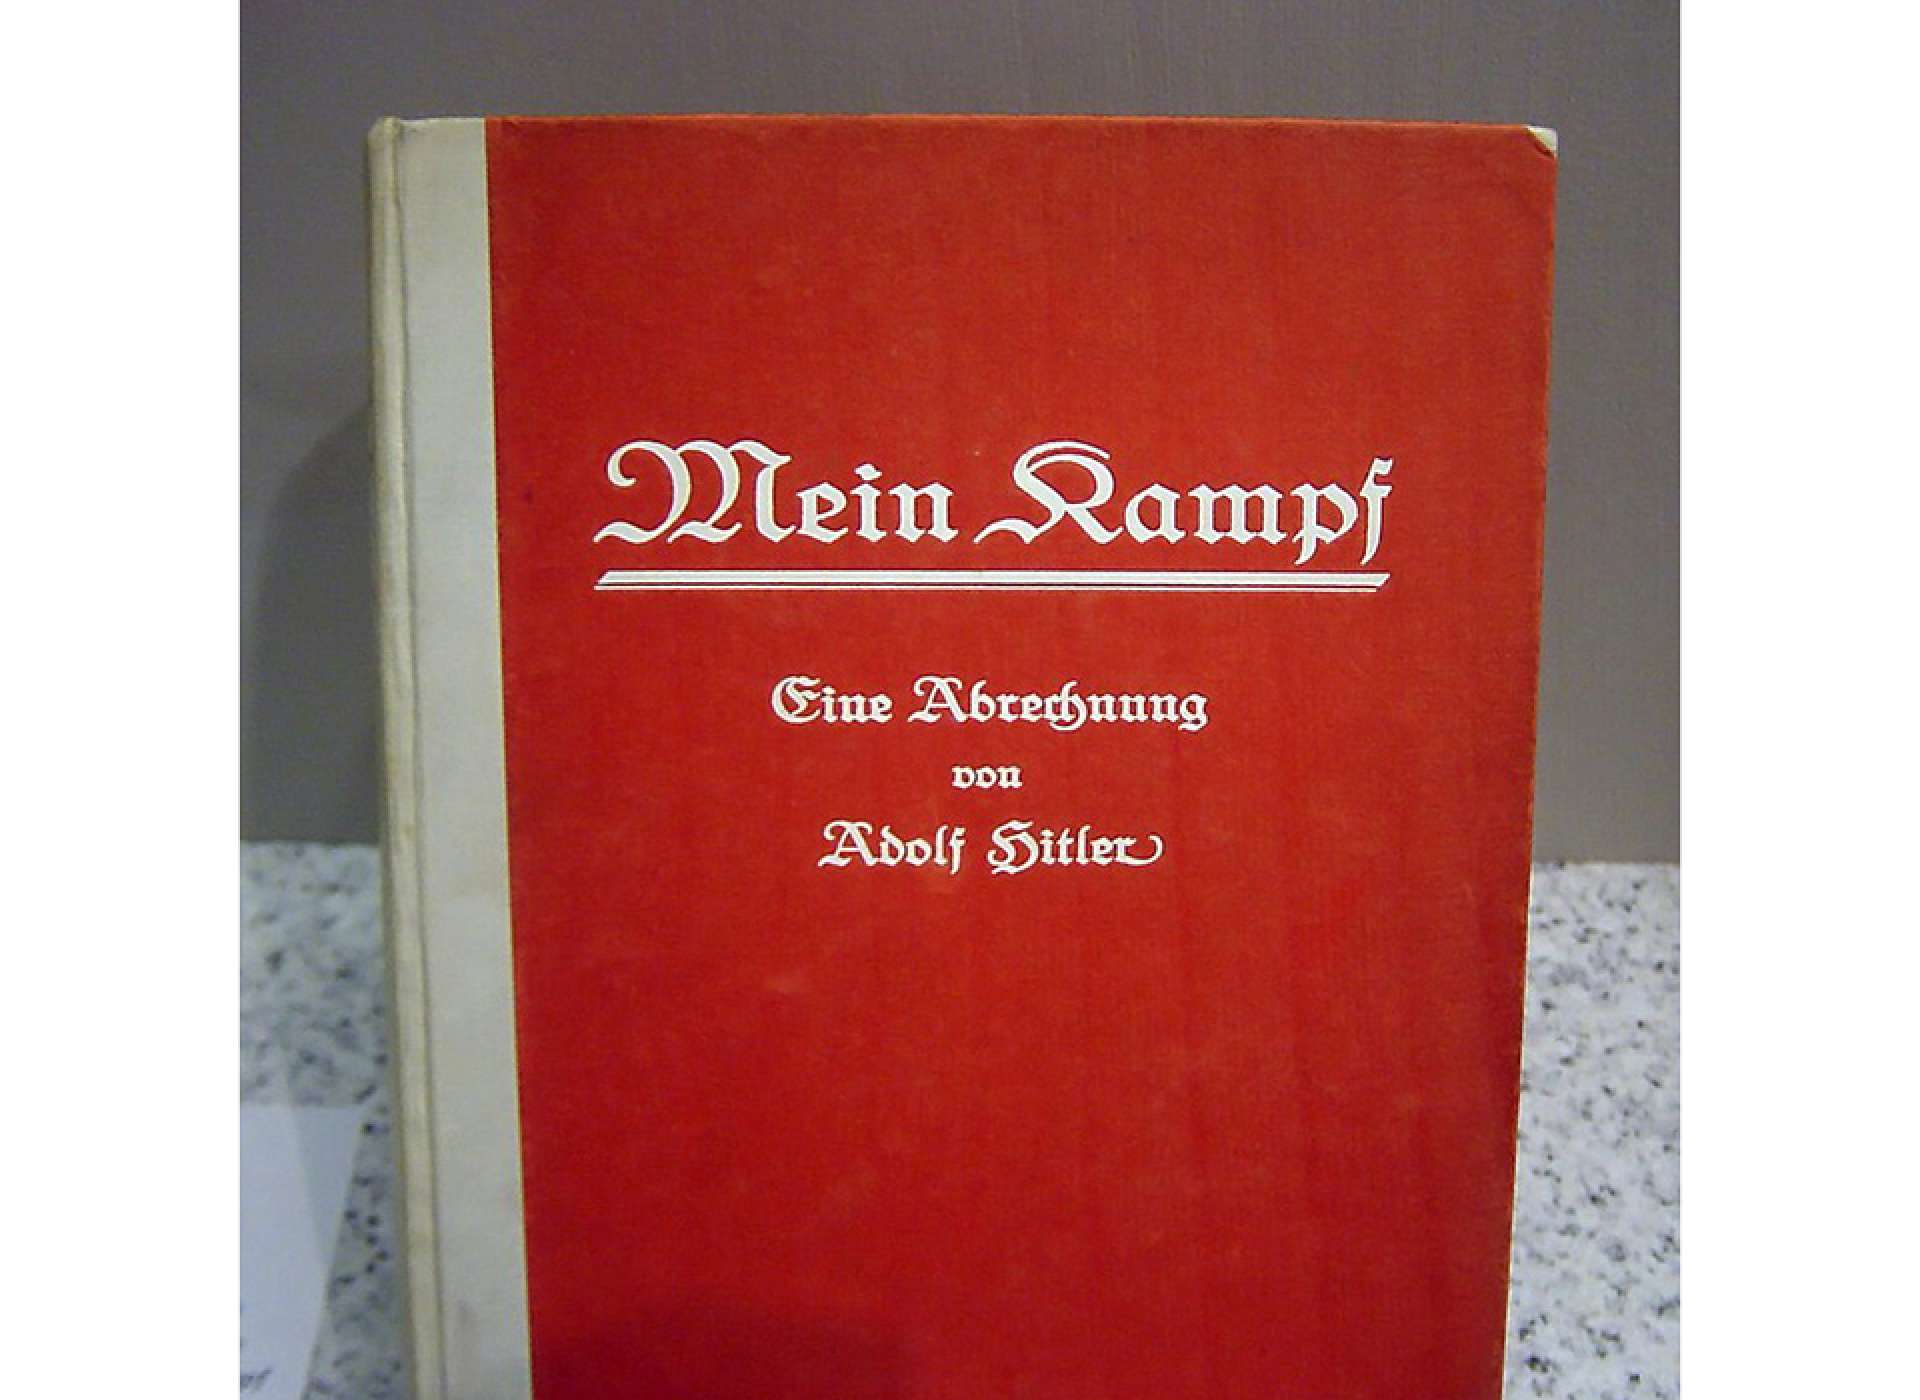 Mein Kampf
Eine Abrechnung
von
Adolf Hitler